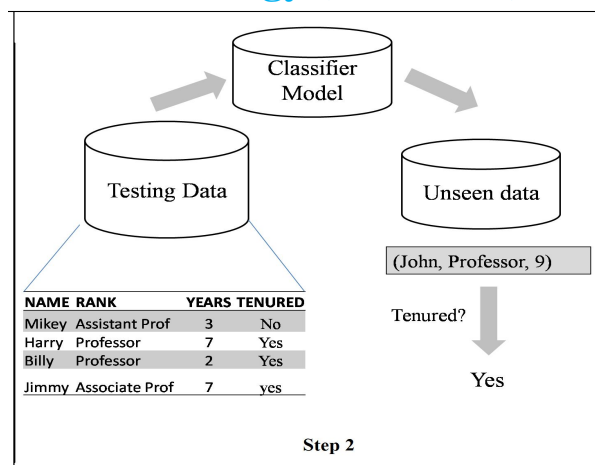 Classifier
Model
Testing Data
Unseen data
(John, Professor, 9)
NAME RANK YEARS TENURED
Mikey Assistant Prof 3 No
Harry Professor 7 Yes
Billy Professor 2 Yes
Jimmy Associate Prof 7 yes
Tenured?
Yes
Step 2